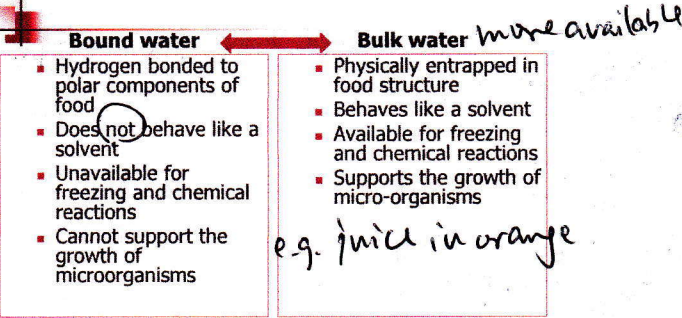 Bound water
Hydrogen bonded to
polar components of
food
Does not behave like a
solvent
Unavailable for
freezing and chemical
reactions
Cannot support the
growth of
microorganisms
Bulk water more available
Physically entrapped in
food structure
Behaves like a solvent
Available for freezing
and chemical reactions
Supports the growth of
micro-organisms
e.g. juice in orange